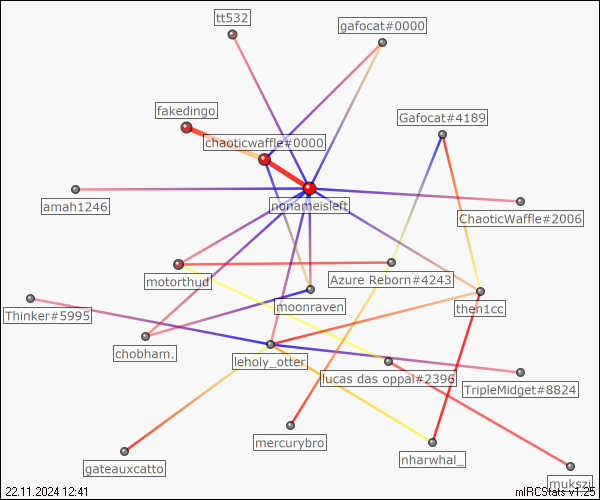 tt532
gafocat#0000
fakedingo
Gafocat#4189
chaoticwaffle#0000
amah1246
nonameisleft
ChaoticWaffle#2006
motorthud
Azure Reborn#4243
moonraven
then1cc
Thinker#5995
chobham.
leholy_otter
lucas das oppai#2396
TripleMidget#8824
mercurybro
nharwhal_
gateauxcatto
mukszi
22.11.2024 12:41
mIRCStats v1.25